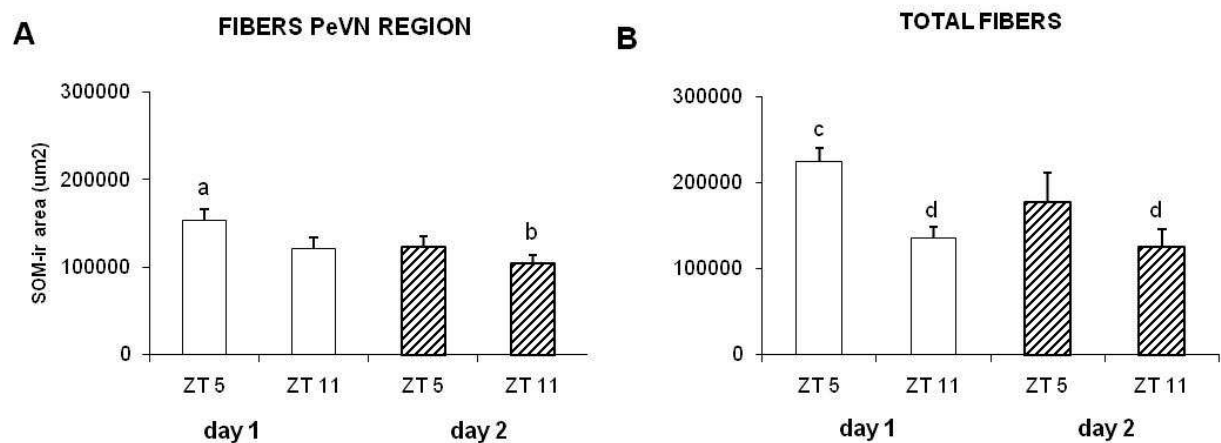 A
FIBERS PeVN REGION
SOM-ir area (um2)
300000
200000
100000
0
a
b
ZT 5
ZT 11
ZT 5
ZT 11
day 1
day 2
B
TOTAL FIBERS
300000
200000
100000
0
c
d
d
ZT 5
ZT 11
ZT 5
ZT 11
day 1
day 2